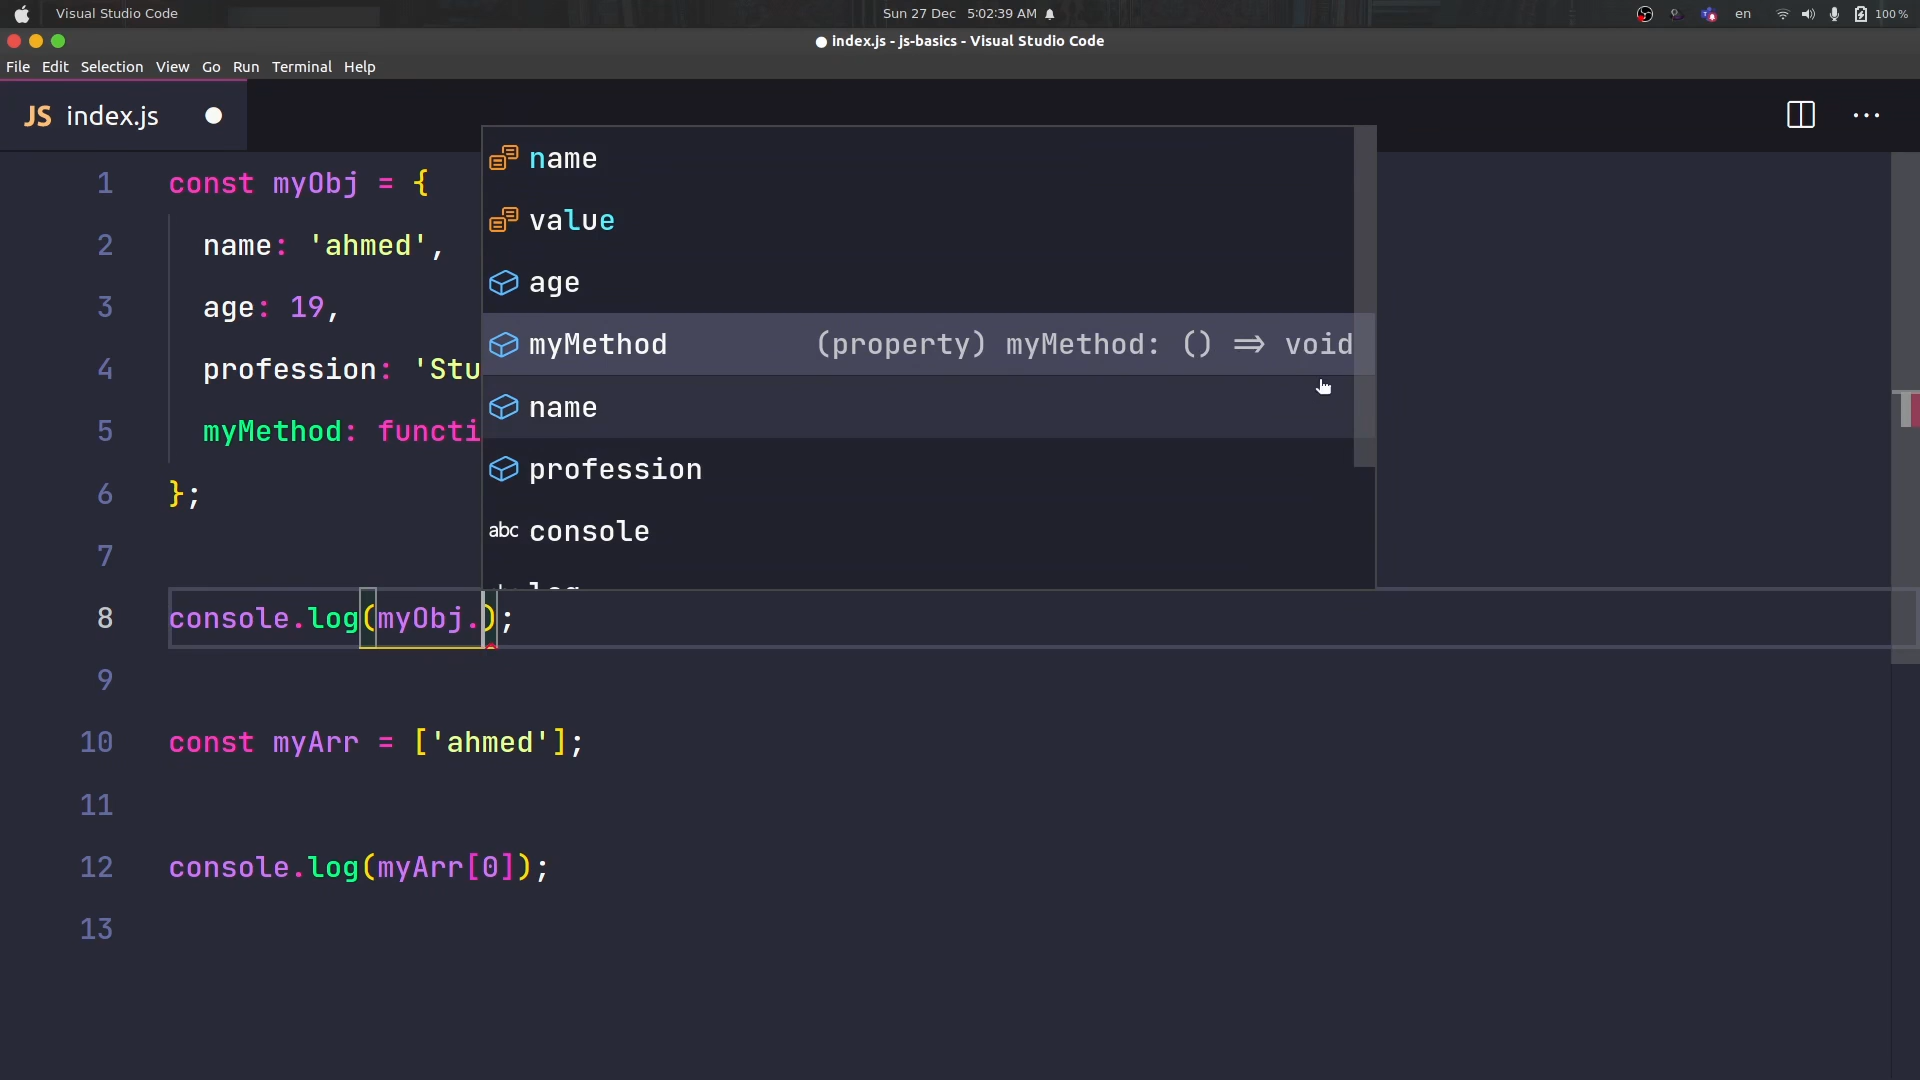 Visual Studio Code
Sun 27 Dec 5:02:39 AM
en
100 %
● index.js - js-basics - Visual Studio Code
File Edit Selection View Go Run Terminal Help
JS index.js
name
value
age
myMethod (property) myMethod: () ⇒ void
name
profession
abc console
1 const myObj = {
2 name: 'ahmed',
3 age: 19,
4 profession: 'Stu
5 myMethod: functi
6 };
7
8 console.log(myObj.);
9
10 const myArr = ['ahmed'];
11
12 console.log(myArr[0]);
13